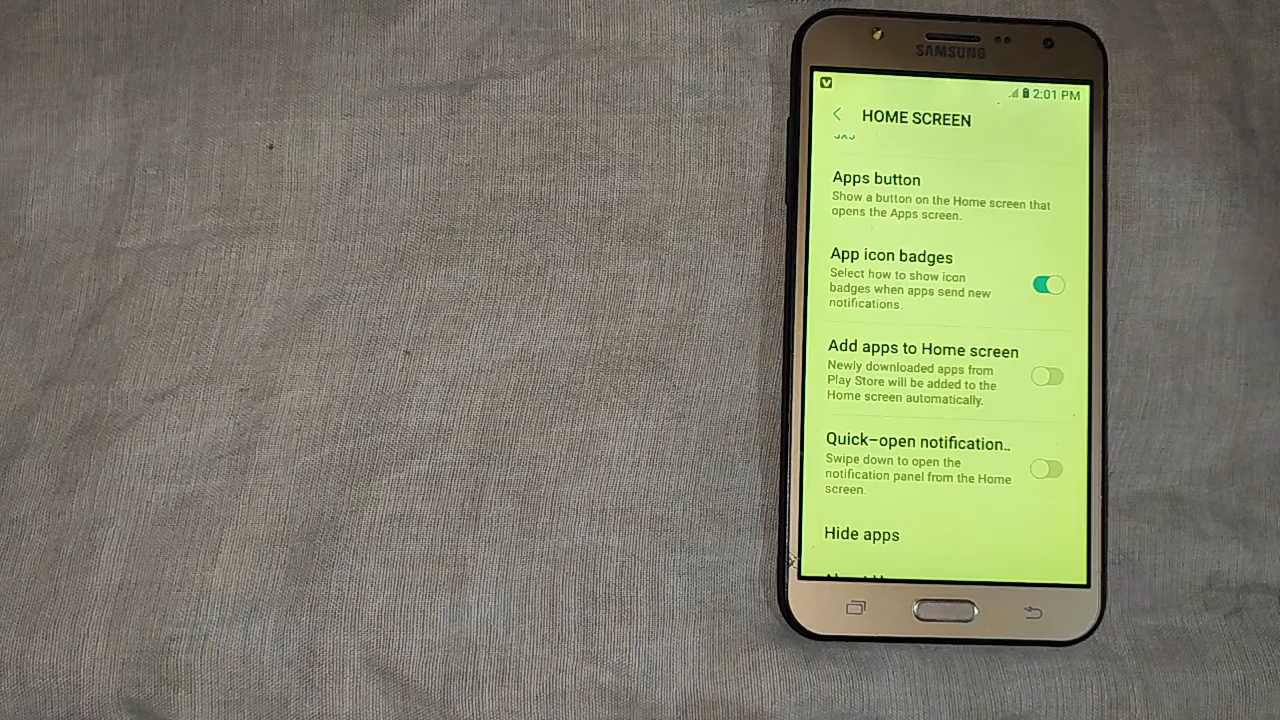 SAMSUNG
2:01 PM
HOME SCREEN
Apps button
Show a button on the Home screen that
opens the Apps screen.
App icon badges
Select how to show icon
badges when apps send new
notifications.
Add apps to Home screen
Newly downloaded apps from
Play Store will be added to the
Home screen automatically.
Quick-open notification..
Swipe down to open the
notification panel from the Home
screen.
Hide apps